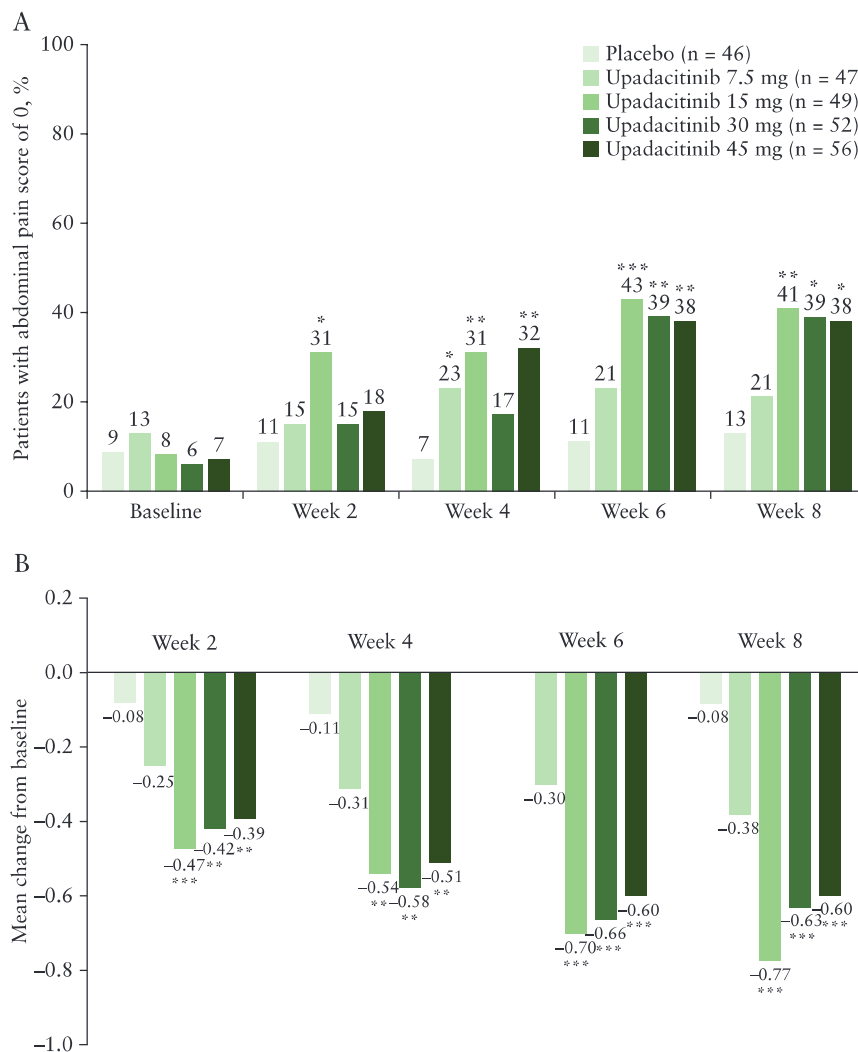 A
Patients with abdominal pain score of 0, %
100
80
60
40
20
0
Placebo (n = 46)
Upadacitinib 7.5 mg (n = 47
Upadacitinib 15 mg (n = 49)
Upadacitinib 30 mg (n = 52)
Upadacitinib 45 mg (n = 56)
9 13 8 6 7
11 15 * 31 15 18
7 * 23 ** 31 17 ** 32
11 21 *** 43 ** 39 ** 38
13 21 ** 41 * 39 * 38
Baseline Week 2 Week 4 Week 6 Week 8
B
Mean change from baseline
0.2
0.0
–0.2
–0.4
–0.6
–0.8
–1.0
Week 2 Week 4 Week 6 Week 8
–0.08 –0.25 –0.47 *** –0.42 ** –0.39 **
–0.11 –0.31 –0.54 ** –0.58 ** –0.51 **
–0.30 –0.70 *** –0.66 *** –0.60 ***
–0.08 –0.38 –0.77 *** –0.63 *** –0.60 ***